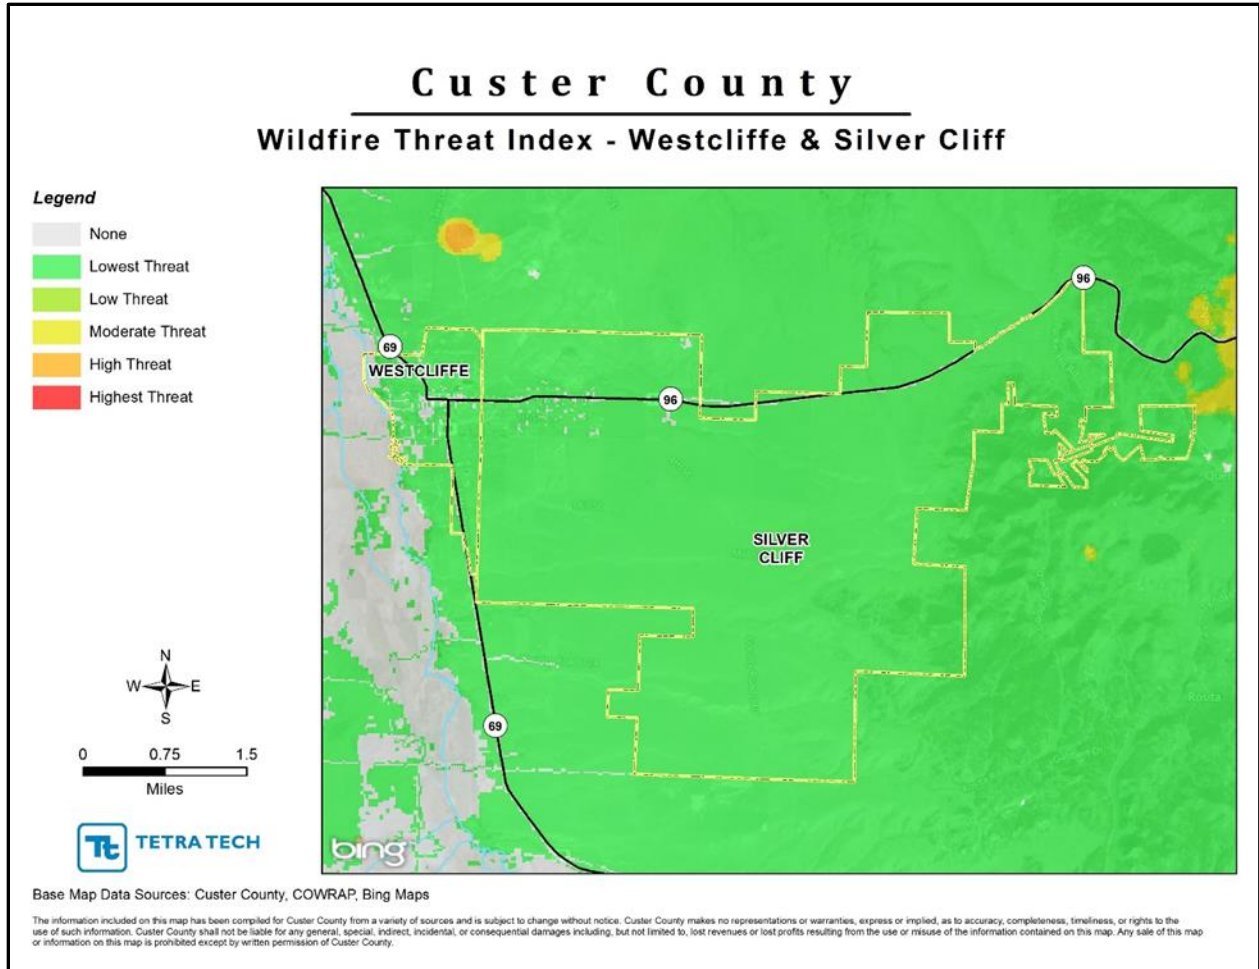 Custer County
Wildfire Threat Index - Westcliffe & Silver Cliff
Legend
None
Lowest Threat
Low Threat
Moderate Threat
High Threat
Highest Threat
96
69
WESTCLIFFE
96
SILVER
CLIFF
Rosita
69
N
W E
S
0 0.75 1.5
Miles
Tt TETRA TECH
bing
Base Map Data Sources: Custer County, COWRAP, Bing Maps
The information included on this map has been compiled for Custer County from a variety of sources and is subject to change without notice. Custer County makes no representations or warranties, express or implied, as to accuracy, completeness, timeliness, or rights to the
use of such information. Custer County shall not be liable for any general, special, indirect, incidental, or consequential damages including, but not limited to, lost revenues or lost profits resulting from the use or misuse of the information contained on this map. Any sale of this map
or information on this map is prohibited except by written permission of Custer County.